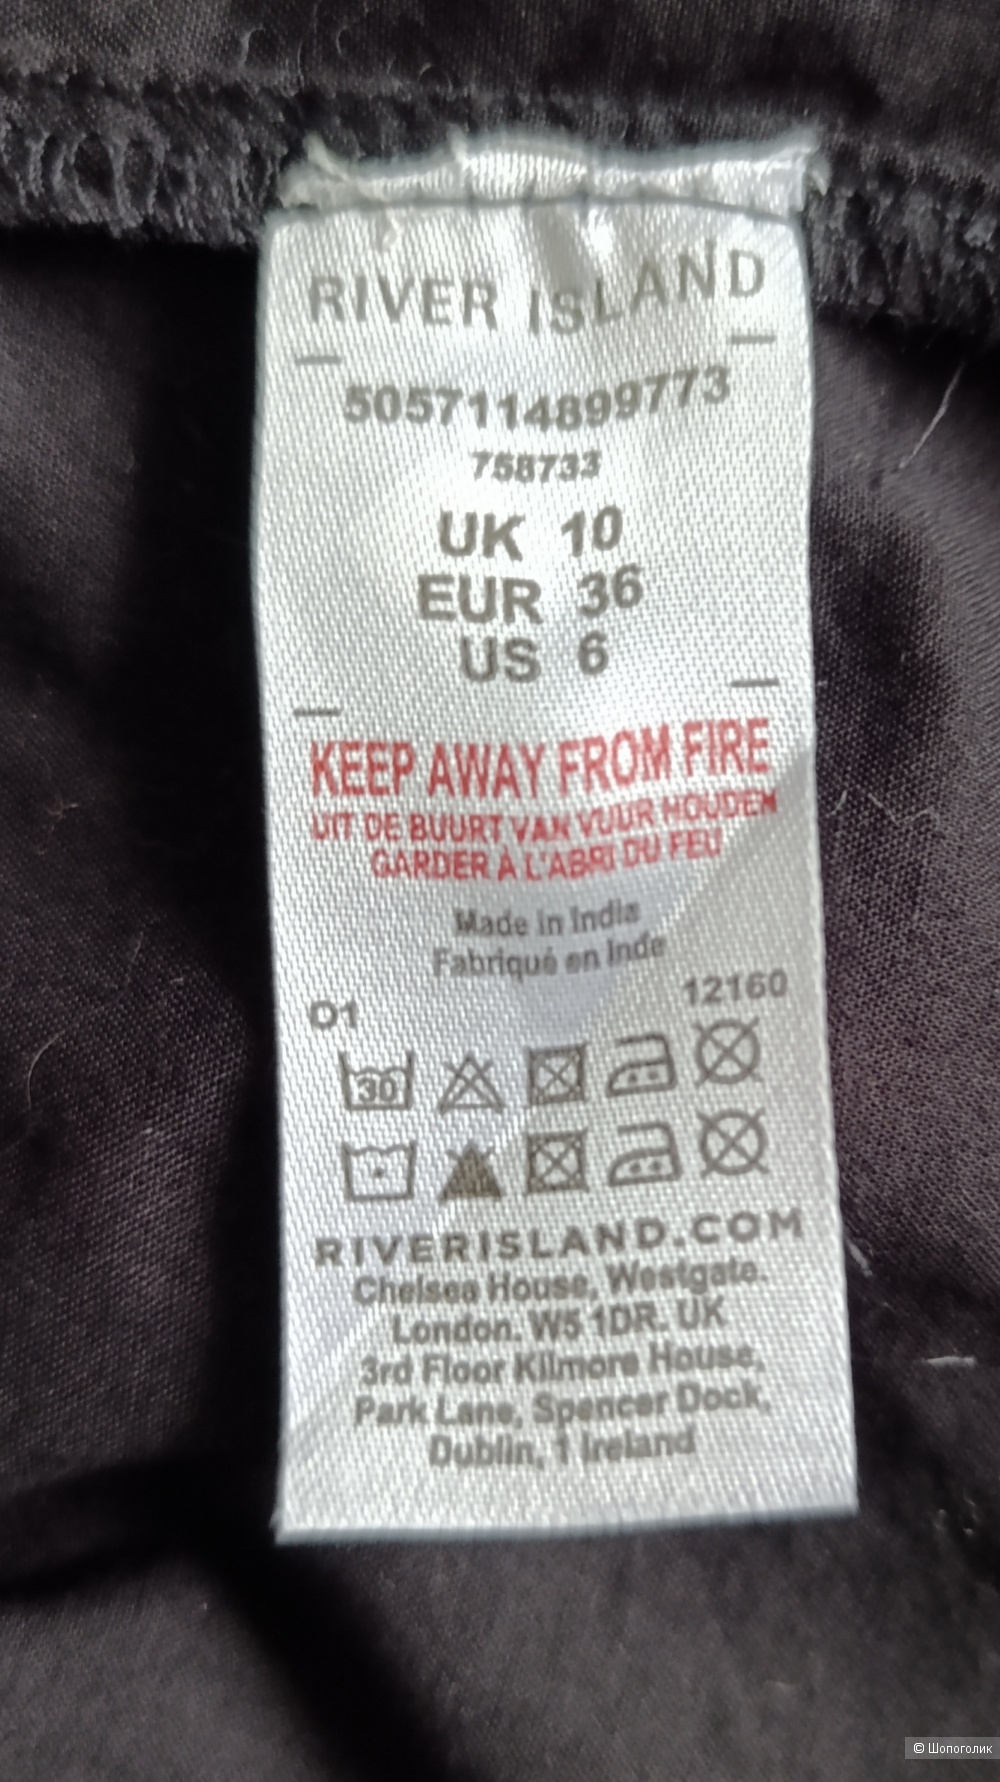 RIVER ISLAND
5057114899773
758733
UK 10
EUR 36
US 6
KEEP AWAY FROM FIRE
UIT DE BUURT VAN VUUR HOUDEN
GARDER À L'ABRI DU FEU
Made in India
Fabriqué en Inde
O1 12160
30
RIVERISLAND.COM
Chelsea House, Westgate.
London. W5 1DR. UK
3rd Floor Kilmore House,
Park Lane, Spencer Dock,
Dublin, 1 Ireland
© Шопоголик